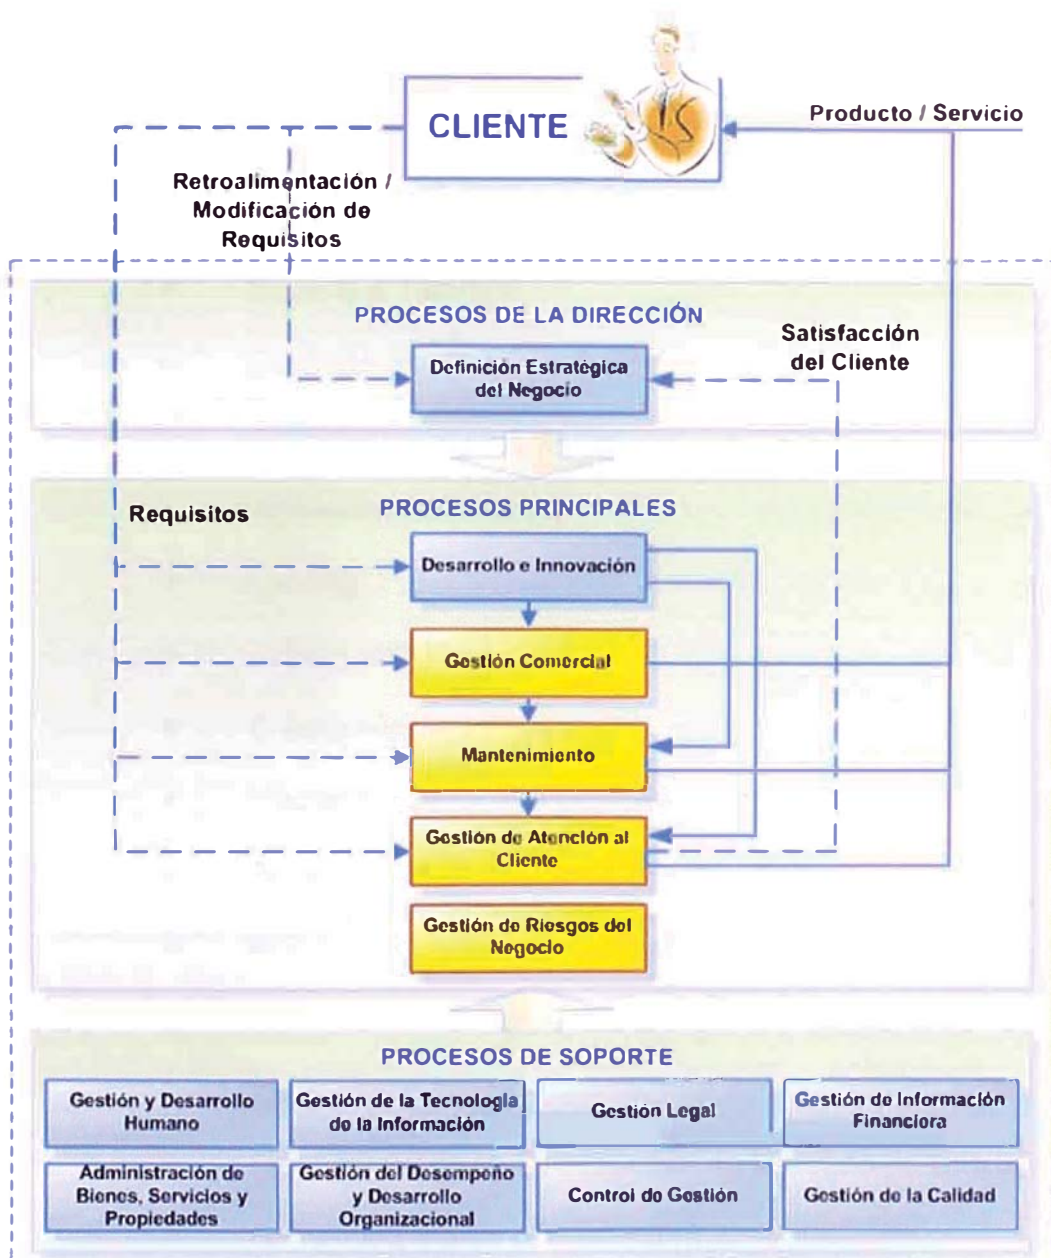 CLIENTE
Producto / Servicio
Retroalimentación /
Modificación de
Requisitos
PROCESOS DE LA DIRECCIÓN
Satisfacción
del Cliente
Definición Estratégica
del Negocio
Requisitos
PROCESOS PRINCIPALES
Desarrollo e Innovación
Gestión Comercial
Mantenimiento
Gestión de Atención al
Cliente
Gestión de Riesgos del
Negocio
PROCESOS DE SOPORTE
Gestión y Desarrollo
Humano
Gestión de la Tecnología
de la Información
Gestión Legal
Gestión de Información
Financiera
Administración de
Bienes, Servicios y
Propiedades
Gestión del Desempeño
y Desarrollo
Organizacional
Control de Gestión
Gestión de la Calidad